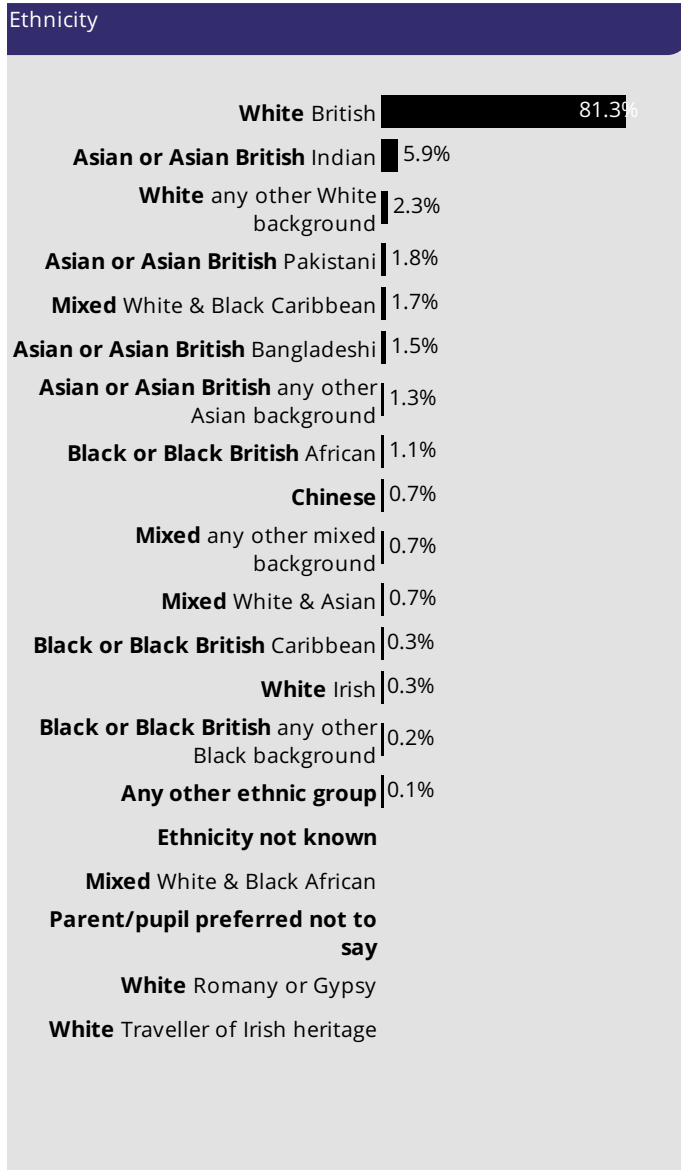 Ethnicity
White British 81.3%
Asian or Asian British Indian 5.9%
White any other White
background 2.3%
Asian or Asian British Pakistani 1.8%
Mixed White & Black Caribbean 1.7%
Asian or Asian British Bangladeshi 1.5%
Asian or Asian British any other
Asian background 1.3%
Black or Black British African 1.1%
Chinese 0.7%
Mixed any other mixed
background 0.7%
Mixed White & Asian 0.7%
Black or Black British Caribbean 0.3%
White Irish 0.3%
Black or Black British any other
Black background 0.2%
Any other ethnic group 0.1%
Ethnicity not known
Mixed White & Black African
Parent/pupil preferred not to
say
White Romany or Gypsy
White Traveller of Irish heritage